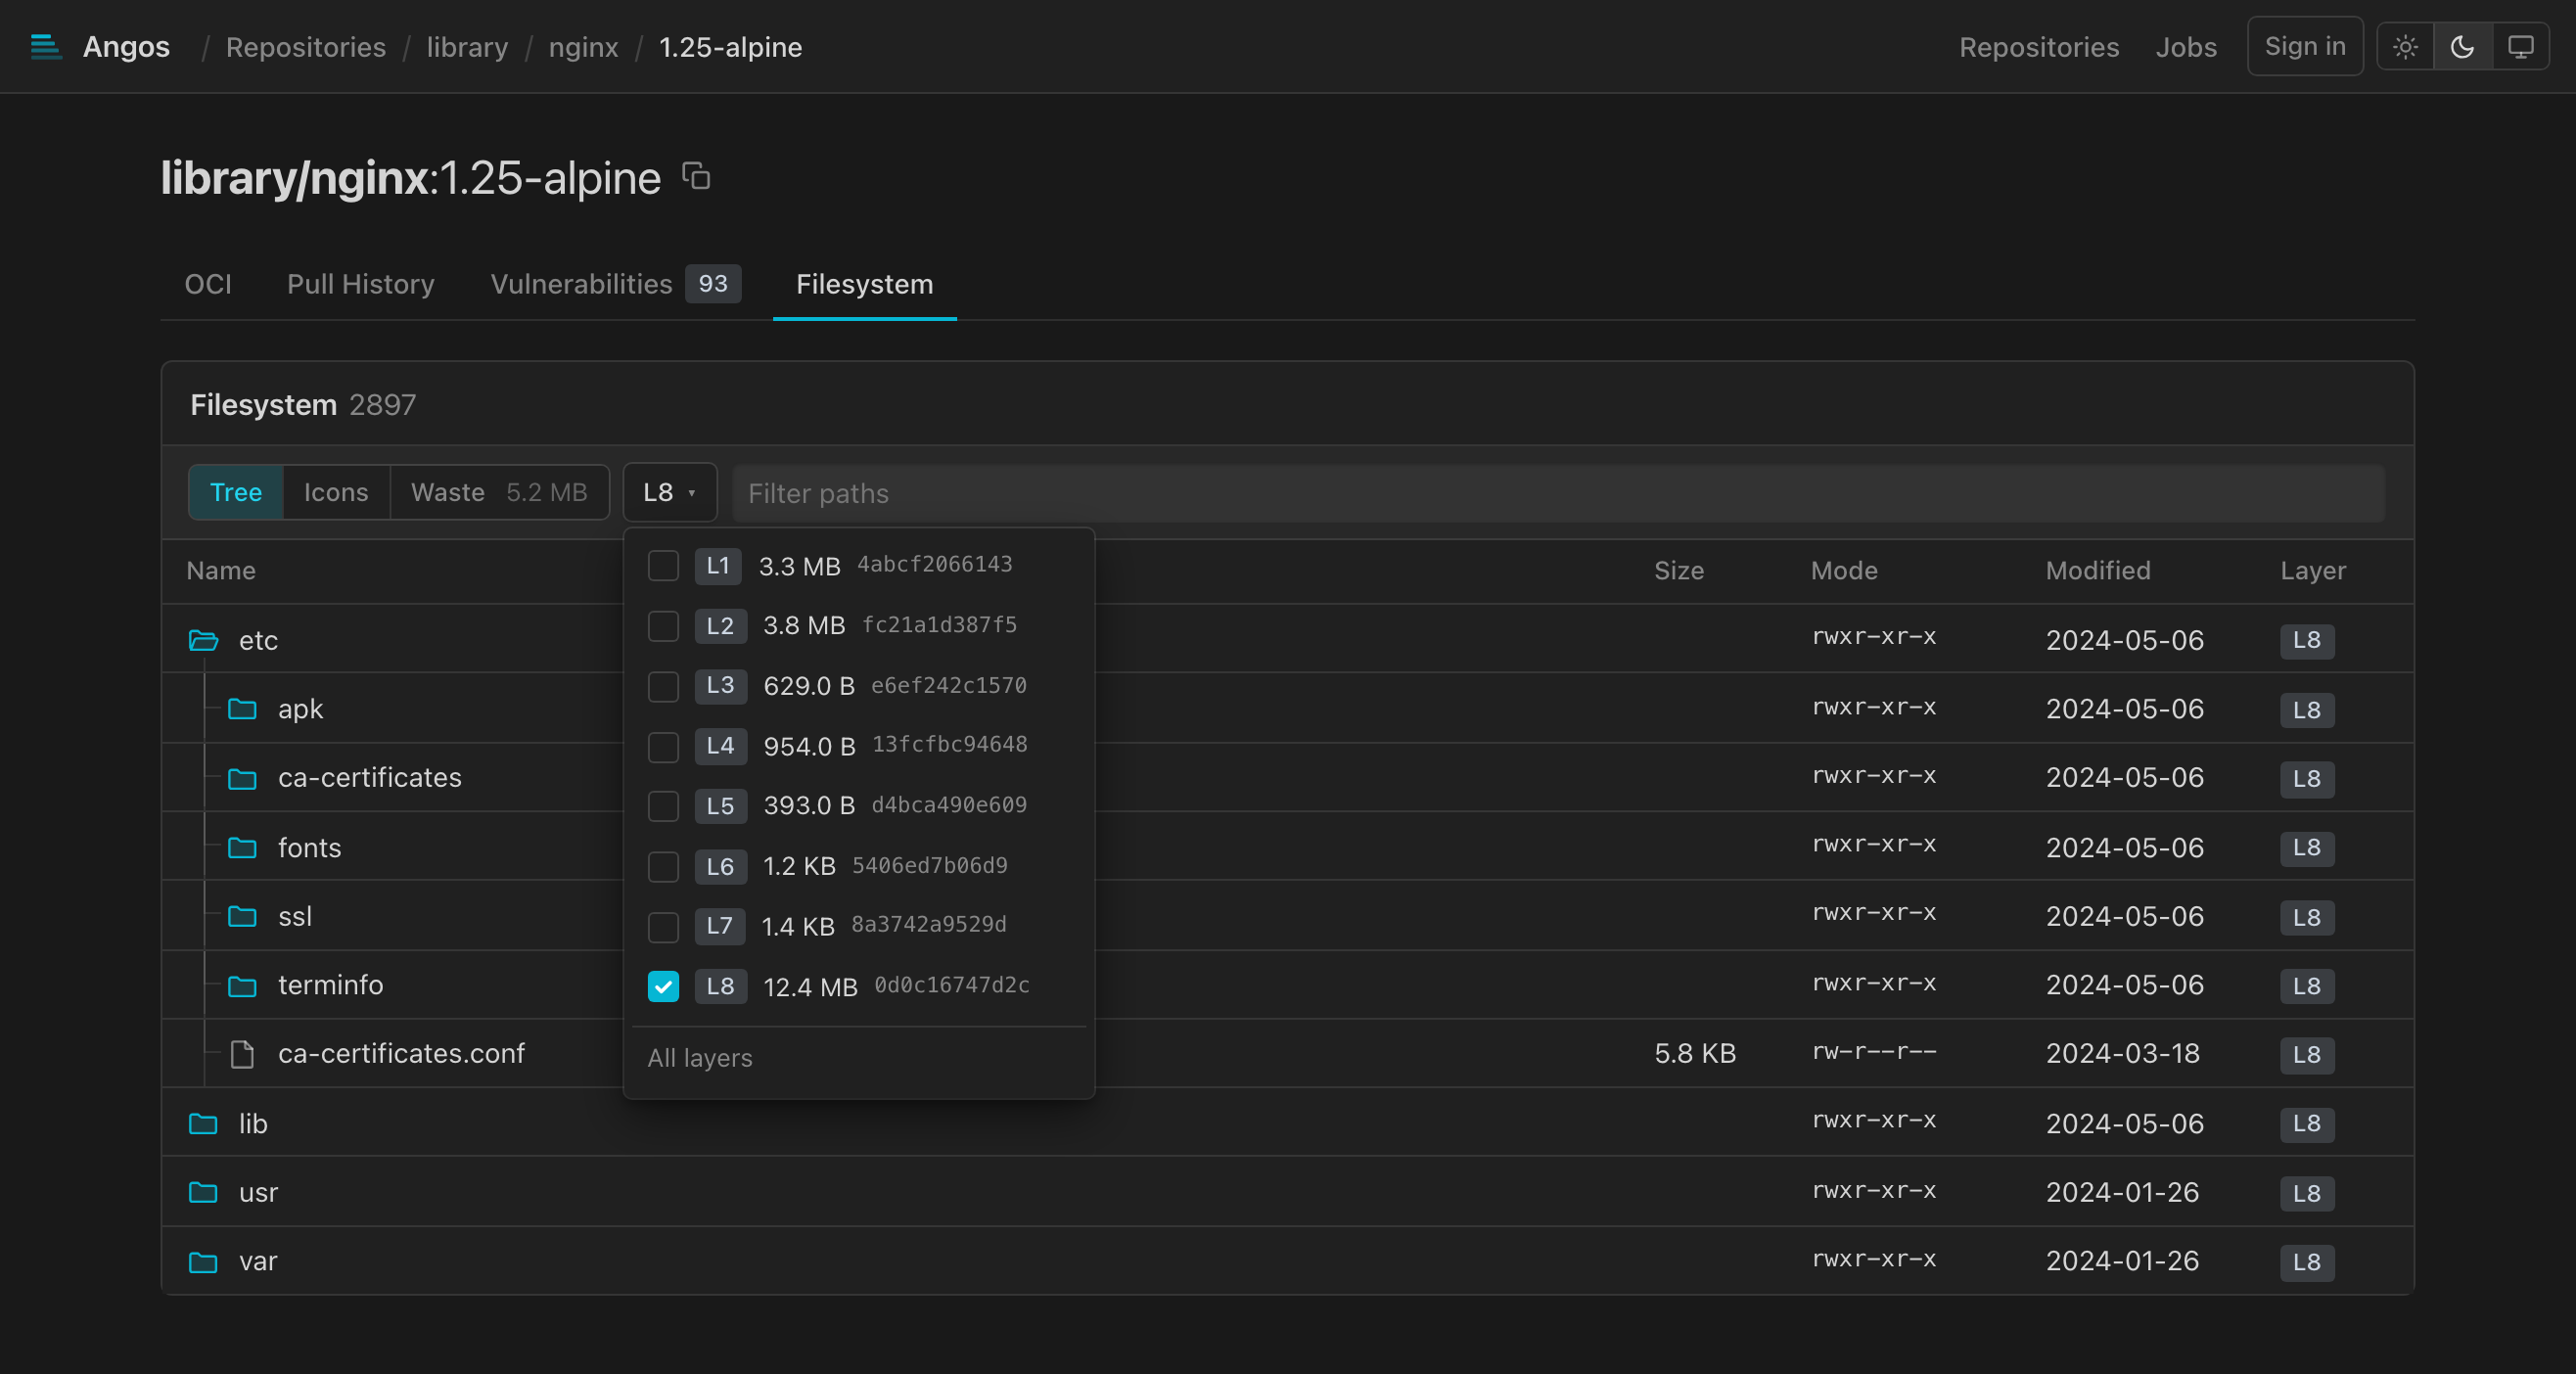 Angos / Repositories / library / nginx / 1.25-alpine Repositories Jobs Sign in
library/nginx:1.25-alpine
OCI Pull History Vulnerabilities 93 Filesystem
Filesystem 2897
Tree Icons Waste 5.2 MB L8 Filter paths
L1 3.3 MB 4abcf2066143
L2 3.8 MB fc21a1d387f5
L3 629.0 B e6ef242c1570
L4 954.0 B 13fcfbc94648
L5 393.0 B d4bca490e609
L6 1.2 KB 5406ed7b06d9
L7 1.4 KB 8a3742a9529d
L8 12.4 MB 0d0c16747d2c
All layers
Name Size Mode Modified Layer
etc rwxr-xr-x 2024-05-06 L8
apk rwxr-xr-x 2024-05-06 L8
ca-certificates rwxr-xr-x 2024-05-06 L8
fonts rwxr-xr-x 2024-05-06 L8
ssl rwxr-xr-x 2024-05-06 L8
terminfo rwxr-xr-x 2024-05-06 L8
ca-certificates.conf 5.8 KB rw-r--r-- 2024-03-18 L8
lib rwxr-xr-x 2024-05-06 L8
usr rwxr-xr-x 2024-01-26 L8
var rwxr-xr-x 2024-01-26 L8